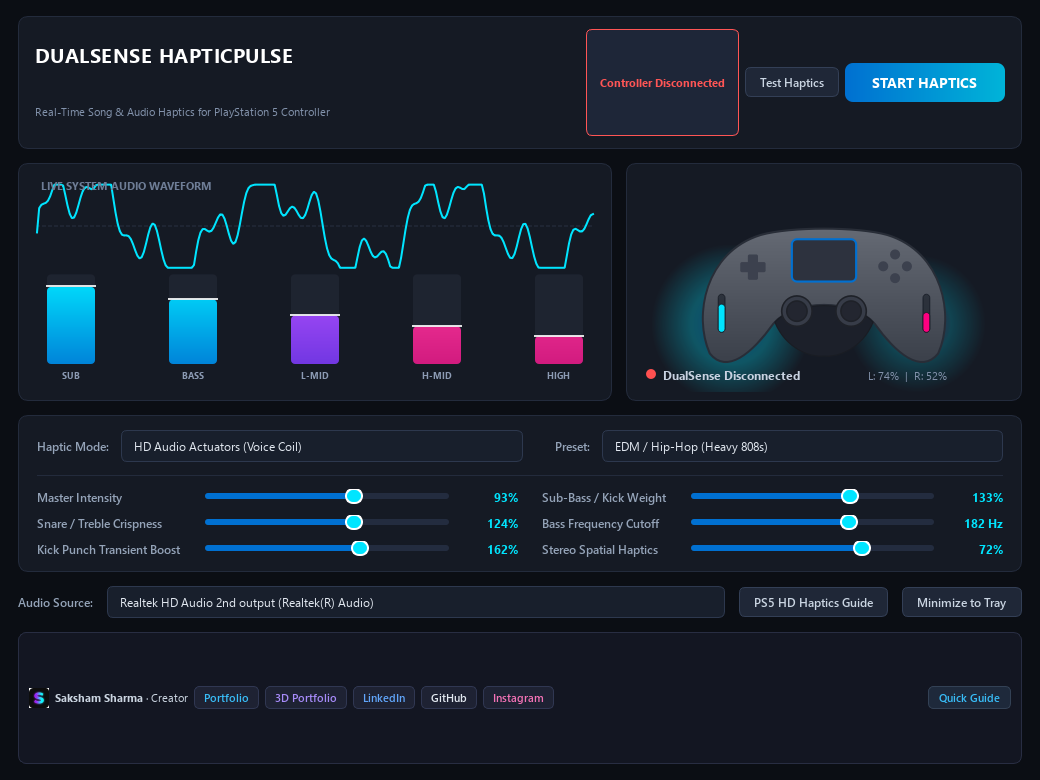 DUALSENSE HAPTICPULSE
Real-Time Song & Audio Haptics for PlayStation 5 Controller
Controller Disconnected
Test Haptics
START HAPTICS
LIVE SYSTEM AUDIO WAVEFORM
SUB BASS L-MID H-MID HIGH
DualSense Disconnected
L: 74% | R: 52%
Haptic Mode: HD Audio Actuators (Voice Coil)
Preset: EDM / Hip-Hop (Heavy 808s)
Master Intensity 93%
Sub-Bass / Kick Weight 133%
Snare / Treble Crispness 124%
Bass Frequency Cutoff 182 Hz
Kick Punch Transient Boost 162%
Stereo Spatial Haptics 72%
Audio Source: Realtek HD Audio 2nd output (Realtek(R) Audio)
PS5 HD Haptics Guide
Minimize to Tray
S
Saksham Sharma · Creator
Portfolio
3D Portfolio
LinkedIn
GitHub
Instagram
Quick Guide